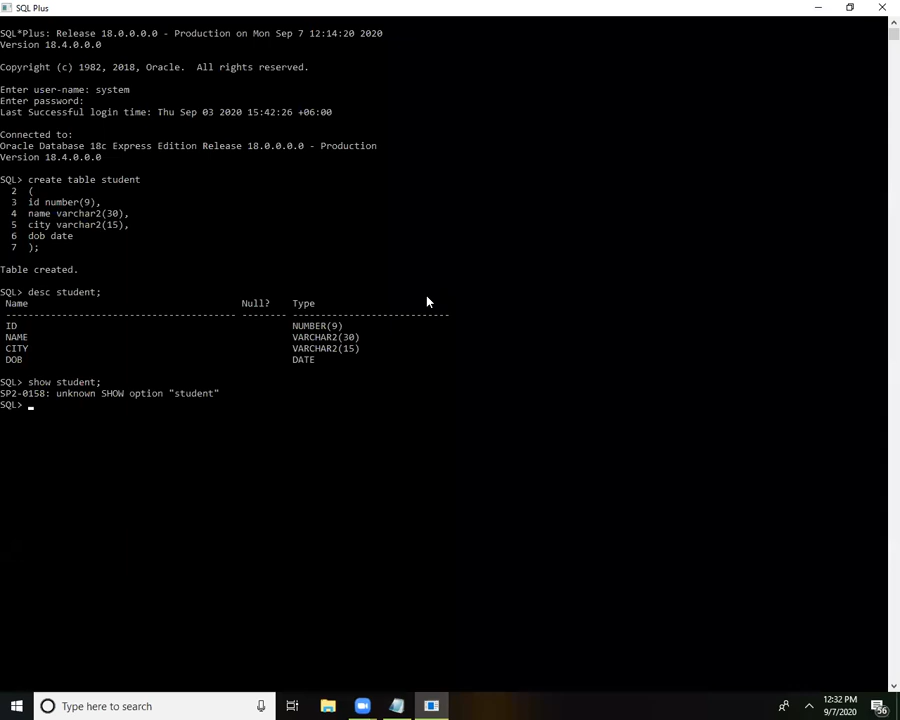 SQL Plus
SQL*Plus: Release 18.0.0.0.0 - Production on Mon Sep 7 12:14:20 2020
Version 18.4.0.0.0
Copyright (c) 1982, 2018, Oracle.  All rights reserved.
Enter user-name: system
Enter password:
Last Successful login time: Thu Sep 03 2020 15:42:26 +06:00
Connected to:
Oracle Database 18c Express Edition Release 18.0.0.0.0 - Production
Version 18.4.0.0.0
SQL> create table student
2  (
3  id number(9),
4  name varchar2(30),
5  city varchar2(15),
6  dob date
7  );
Table created.
SQL> desc student;
Name Null? Type
----------------------------------------- -------- ----------------------------
ID NUMBER(9)
NAME VARCHAR2(30)
CITY VARCHAR2(15)
DOB DATE
SQL> show student;
SP2-0158: unknown SHOW option "student"
SQL>
Type here to search
12:32 PM
9/7/2020
56